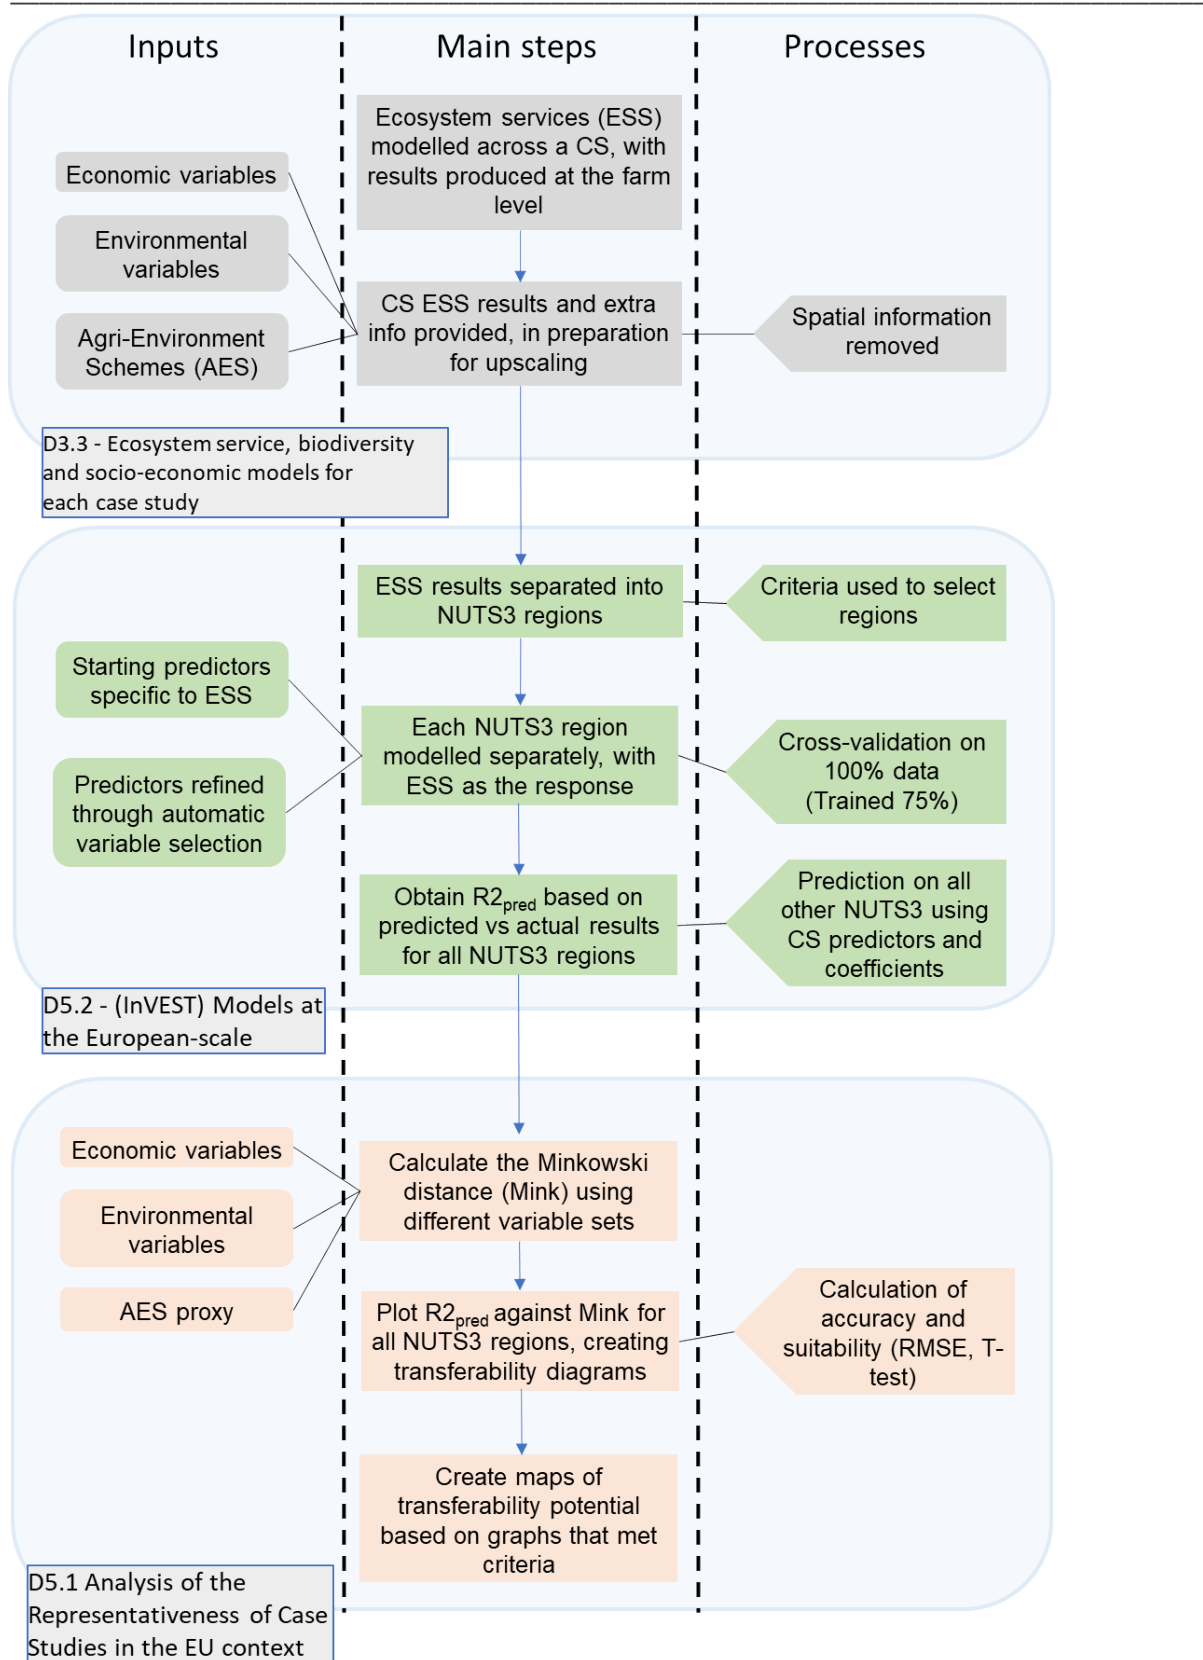 Inputs
Main steps
Processes
Ecosystem services (ESS)
modelled across a CS, with
results produced at the farm
level
Economic variables
Environmental
variables
Agri-Environment
Schemes (AES)
CS ESS results and extra
info provided, in preparation
for upscaling
Spatial information
removed
D3.3 - Ecosystem service, biodiversity
and socio-economic models for
each case study
ESS results separated into
NUTS3 regions
Criteria used to select
regions
Starting predictors
specific to ESS
Predictors refined
through automatic
variable selection
Each NUTS3 region
modelled separately, with
ESS as the response
Cross-validation on
100% data
(Trained 75%)
Obtain R2pred based on
predicted vs actual results
for all NUTS3 regions
Prediction on all
other NUTS3 using
CS predictors and
coefficients
D5.2 - (InVEST) Models at
the European-scale
Economic variables
Environmental
variables
AES proxy
Calculate the Minkowski
distance (Mink) using
different variable sets
Plot R2pred against Mink for
all NUTS3 regions, creating
transferability diagrams
Calculation of
accuracy and
suitability (RMSE, T-
test)
Create maps of
transferability potential
based on graphs that met
criteria
D5.1 Analysis of the
Representativeness of Case
Studies in the EU context